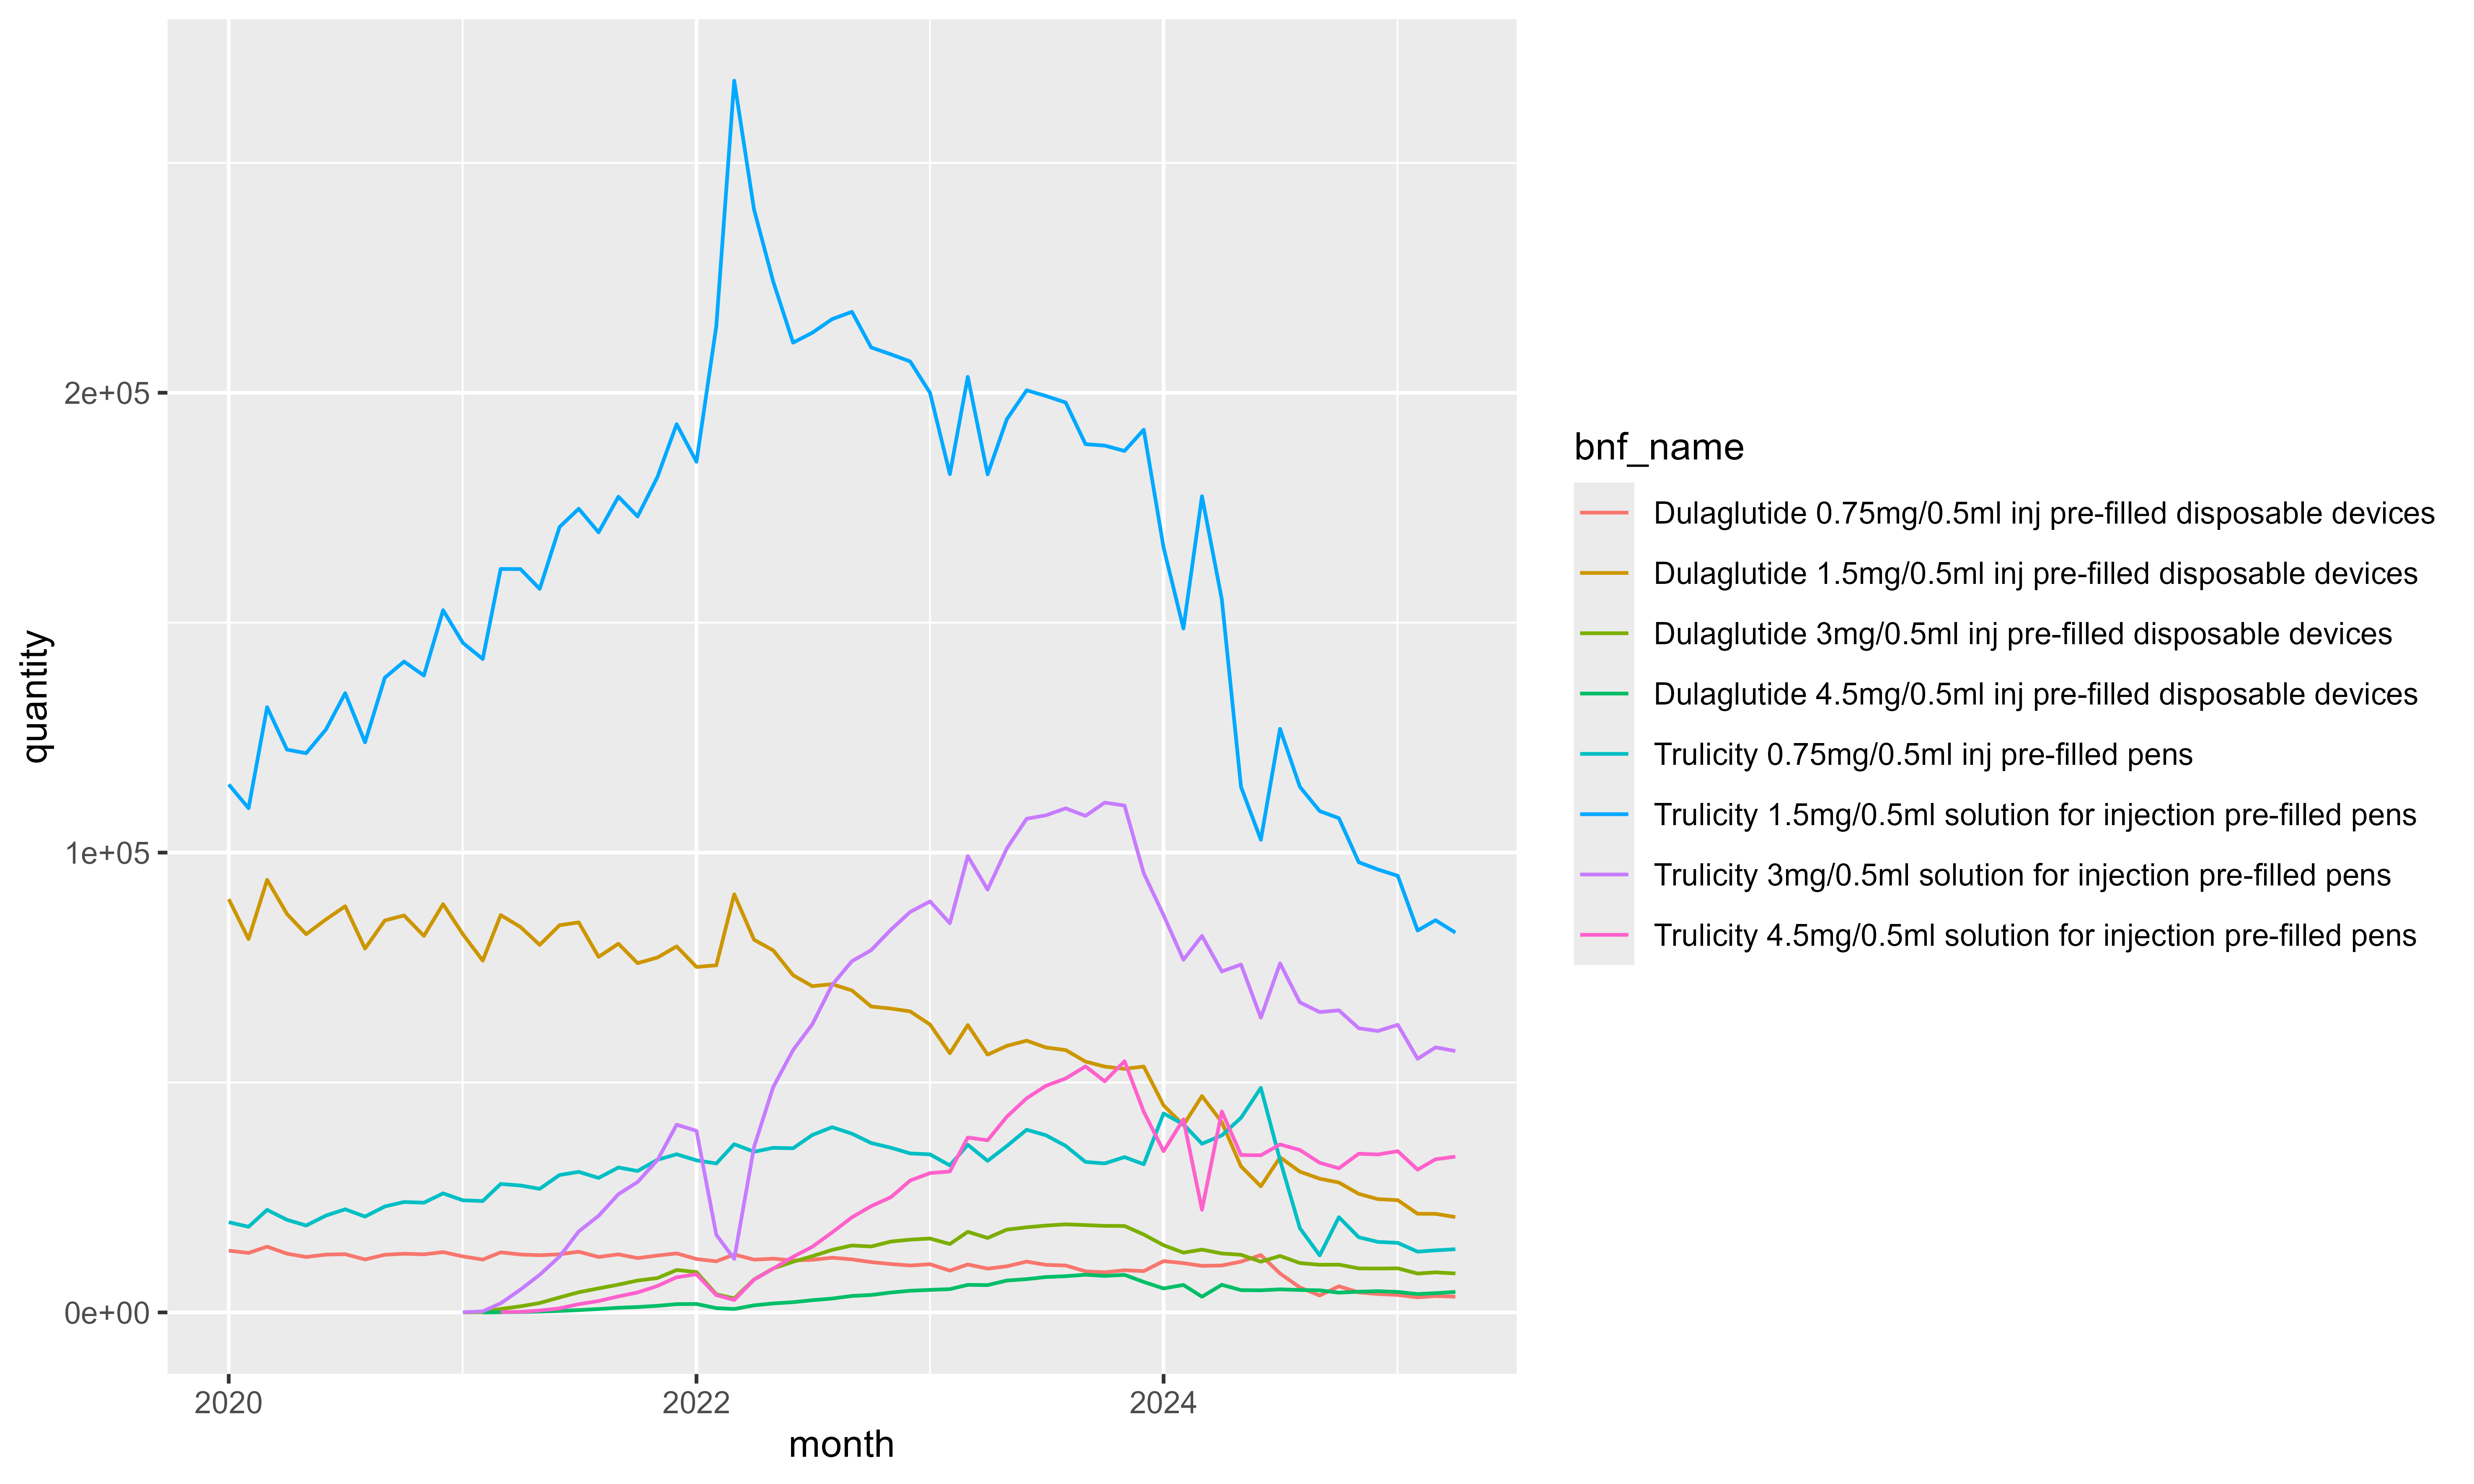 quantity
2e+05
1e+05
0e+00
2020
2022
2024
month
bnf_name
Dulaglutide 0.75mg/0.5ml inj pre-filled disposable devices
Dulaglutide 1.5mg/0.5ml inj pre-filled disposable devices
Dulaglutide 3mg/0.5ml inj pre-filled disposable devices
Dulaglutide 4.5mg/0.5ml inj pre-filled disposable devices
Trulicity 0.75mg/0.5ml inj pre-filled pens
Trulicity 1.5mg/0.5ml solution for injection pre-filled pens
Trulicity 3mg/0.5ml solution for injection pre-filled pens
Trulicity 4.5mg/0.5ml solution for injection pre-filled pens